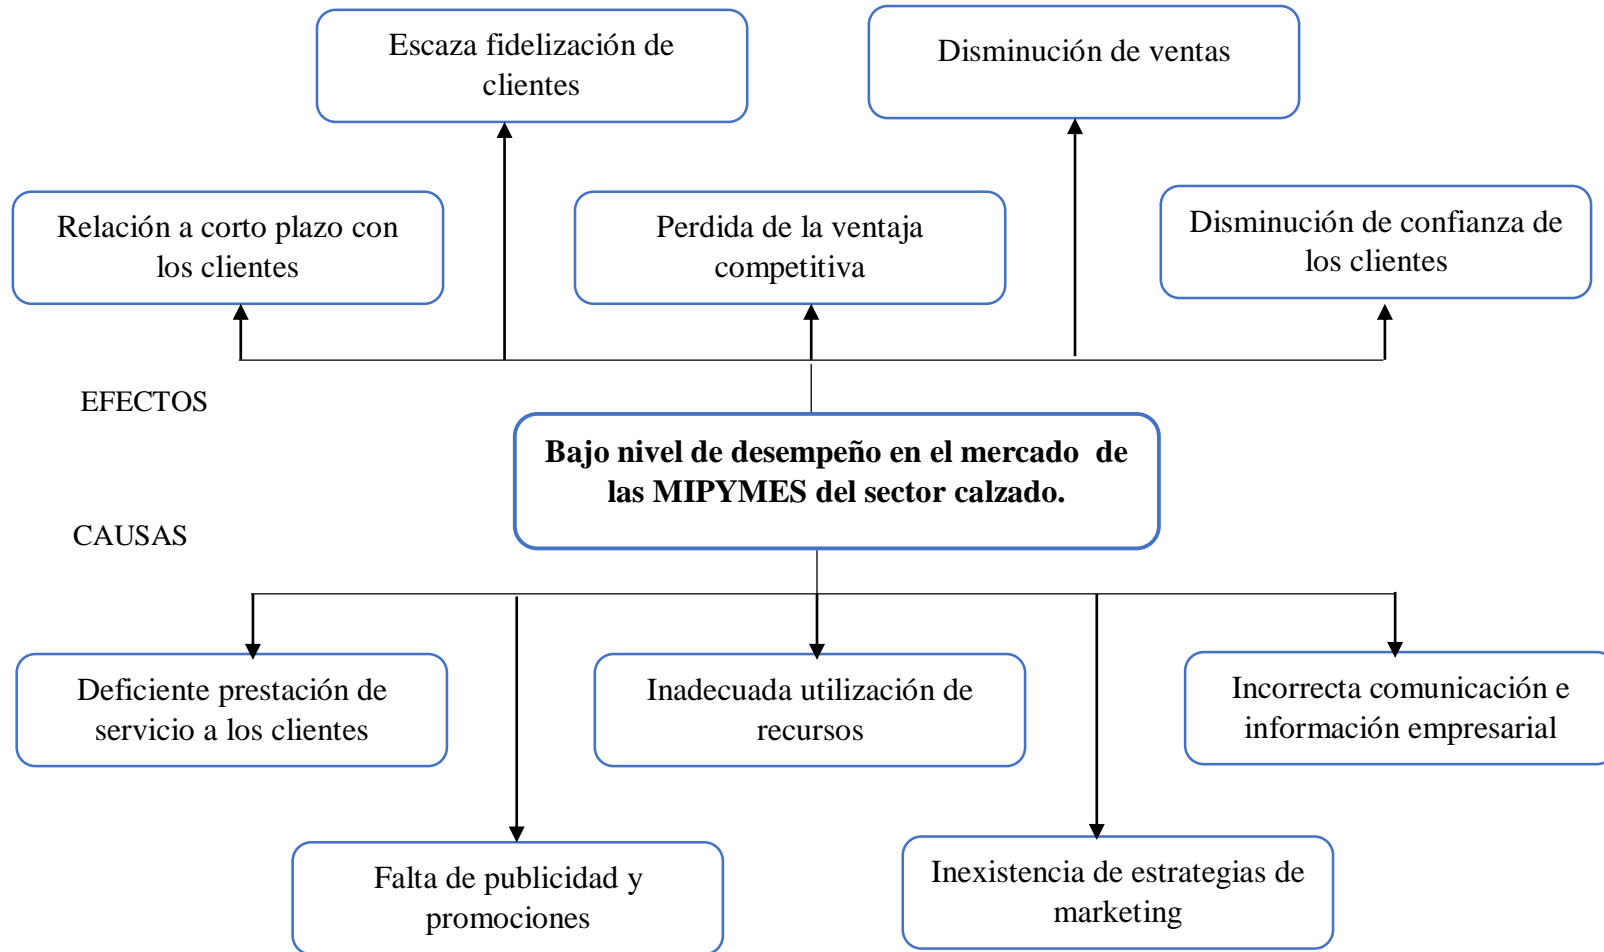 Escaza fidelización de
clientes
Disminución de ventas
Relación a corto plazo con
los clientes
Perdida de la ventaja
competitiva
Disminución de confianza de
los clientes
EFECTOS
Bajo nivel de desempeño en el mercado de
las MIPYMES del sector calzado.
CAUSAS
Deficiente prestación de
servicio a los clientes
Inadecuada utilización de
recursos
Incorrecta comunicación e
información empresarial
Falta de publicidad y
promociones
Inexistencia de estrategias de
marketing